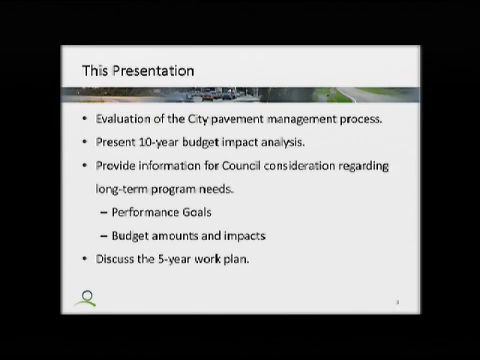 This Presentation
• Evaluation of the City pavement management process.
• Present 10-year budget impact analysis.
• Provide information for Council consideration regarding
long-term program needs.
– Performance Goals
– Budget amounts and impacts
• Discuss the 5-year work plan.